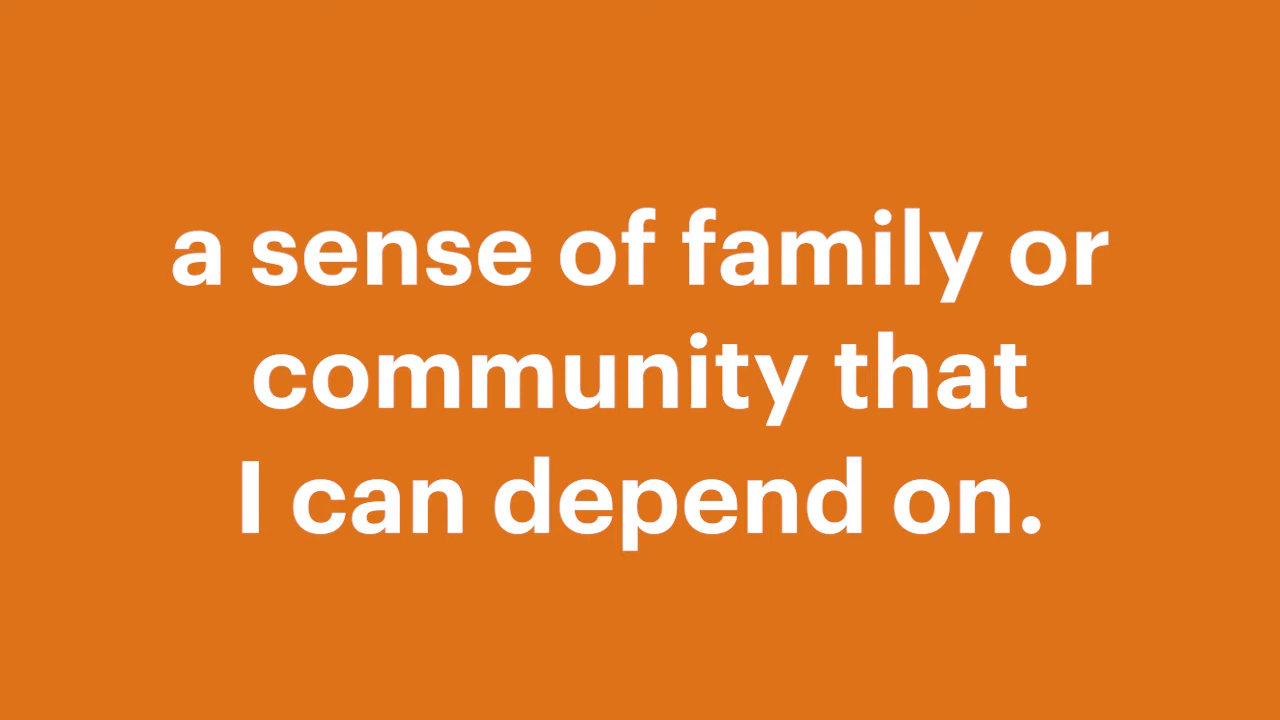 a sense of family or
community that
I can depend on.